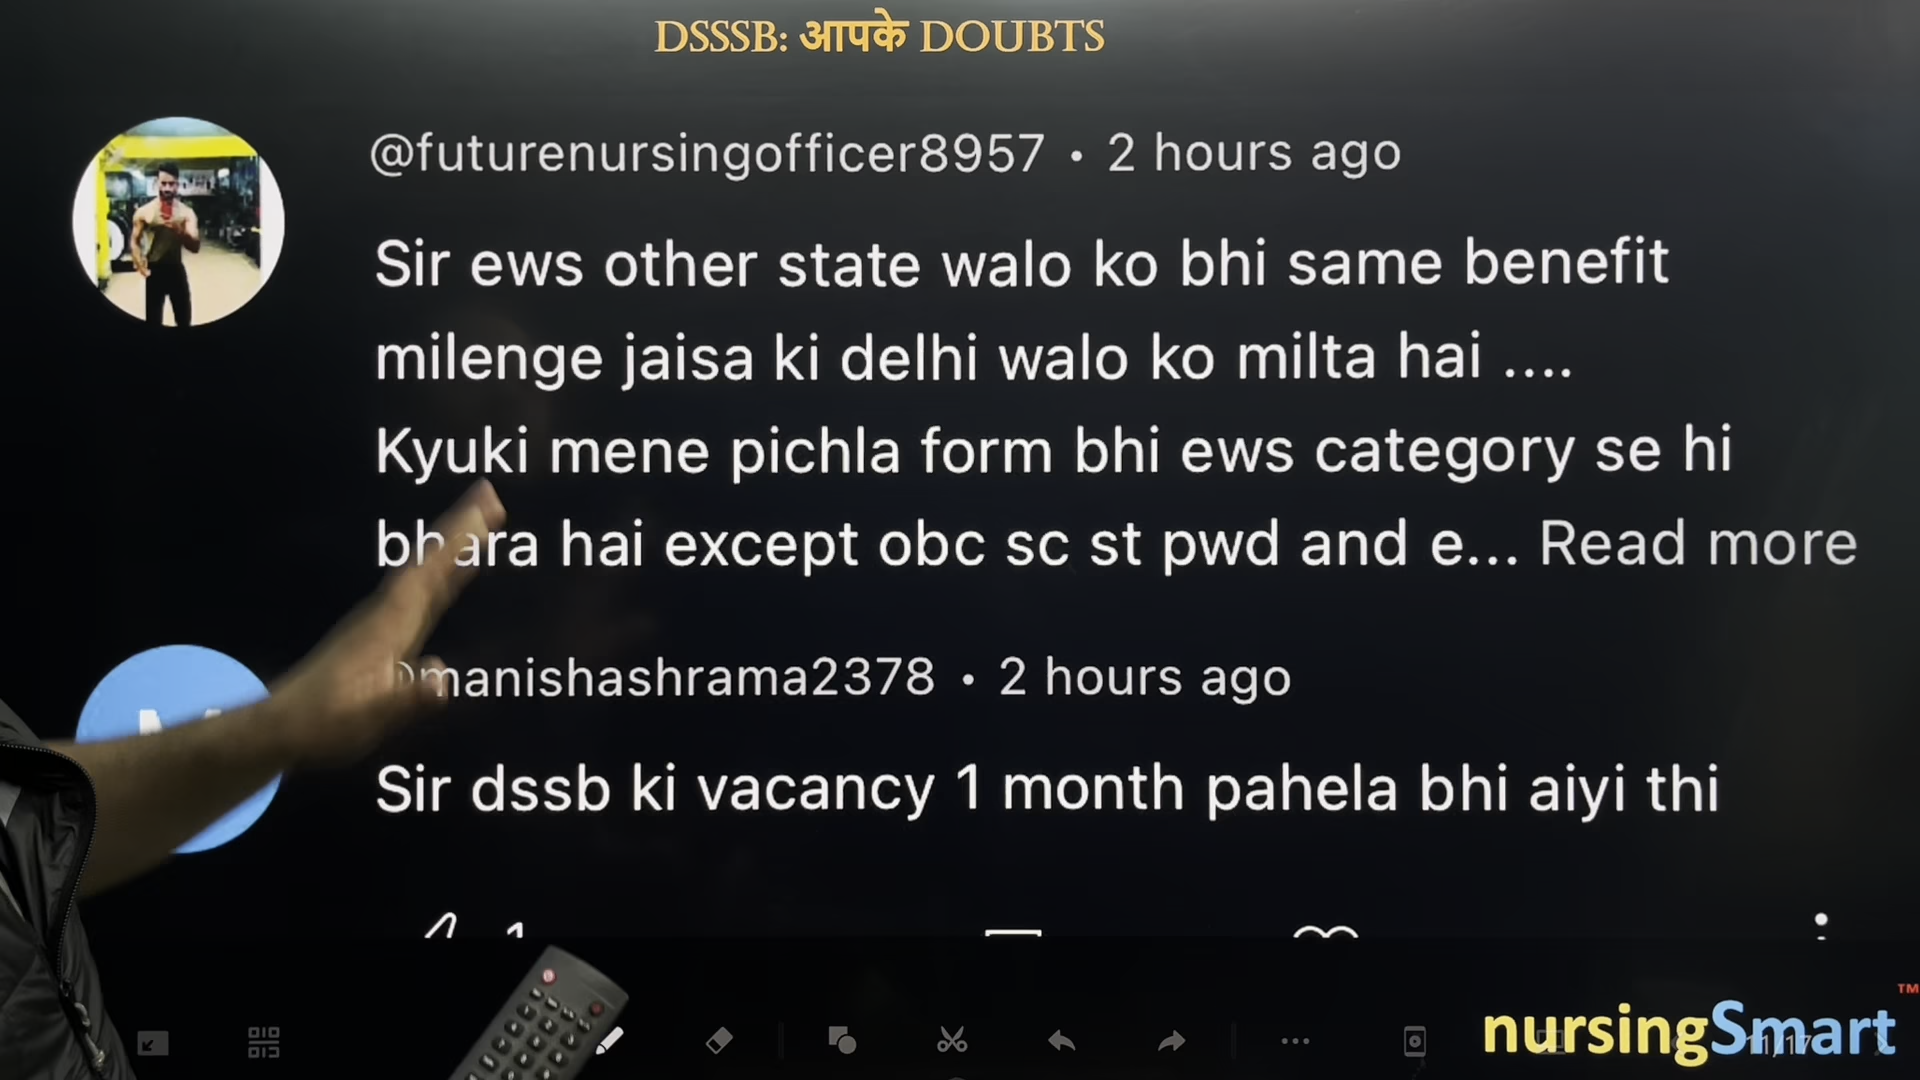 DSSSB: आपके DOUBTS
@futurenursingofficer8957 • 2 hours ago
Sir ews other state walo ko bhi same benefit
milenge jaisa ki delhi walo ko milta hai ....
Kyuki mene pichla form bhi ews category se hi
bhara hai except obc sc st pwd and e... Read more
@manishashrama2378 • 2 hours ago
Sir dssb ki vacancy 1 month pahela bhi aiyi thi
1
nursingSmart™